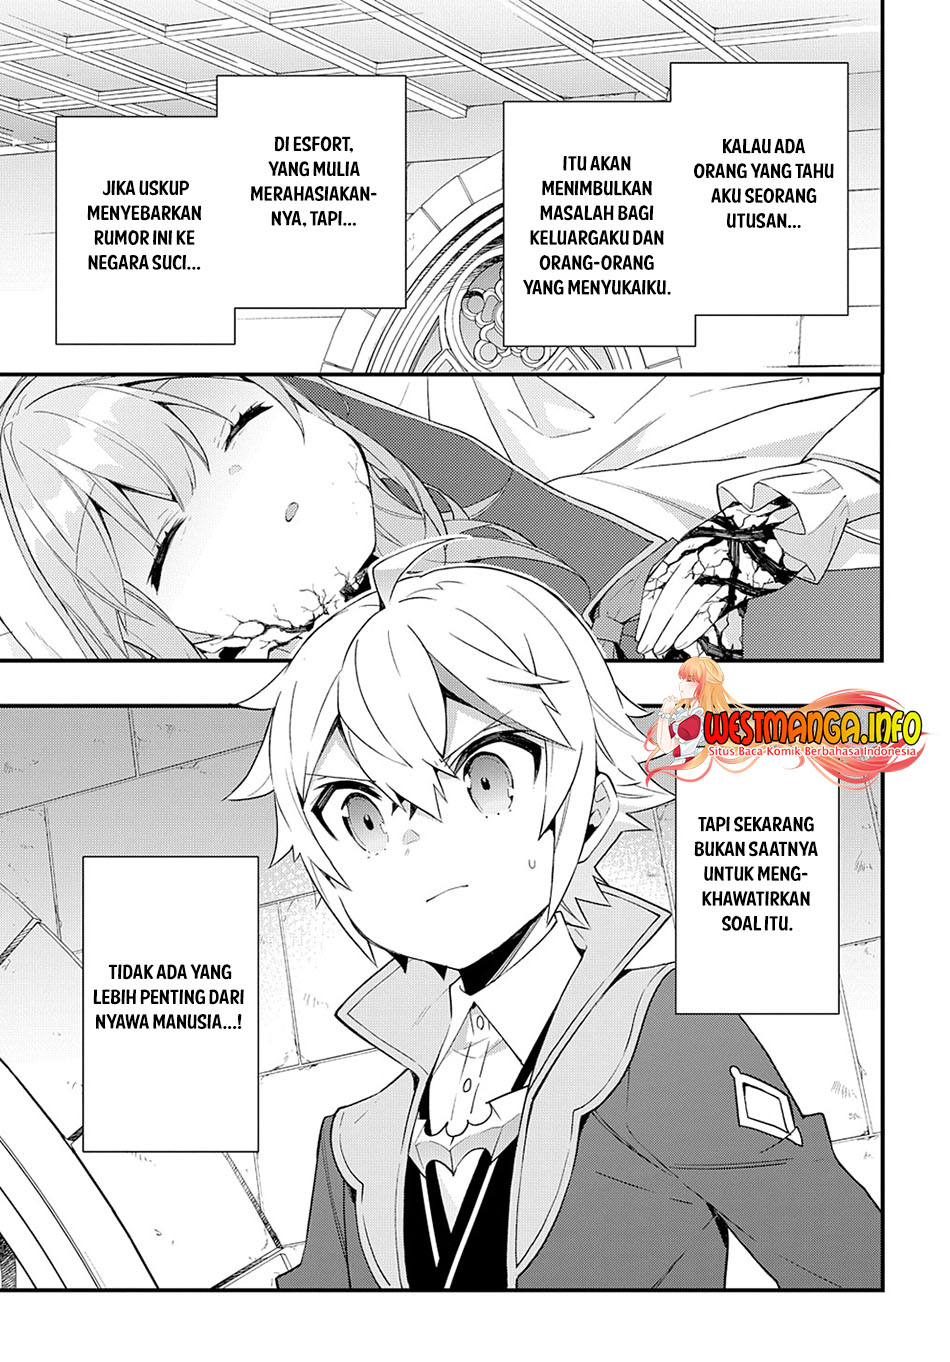 KALAU ADA
ORANG YANG TAHU
AKU SEORANG
UTUSAN...
ITU AKAN
MENIMBULKAN
MASALAH BAGI
KELUARGAKU DAN
ORANG-ORANG
YANG MENYUKAIKU.
DI ESFORT,
YANG MULIA
MERAHASIAKAN-
NYA, TAPI...
JIKA USKUP
MENYEBARKAN
RUMOR INI KE
NEGARA SUCI...
WESTMANGA.INFO
Situs Baca Komik Berbahasa Indonesia
TAPI SEKARANG
BUKAN SAATNYA
UNTUK MENG-
KHAWATIRKAN
SOAL ITU.
TIDAK ADA YANG
LEBIH PENTING DARI
NYAWA MANUSIA...!